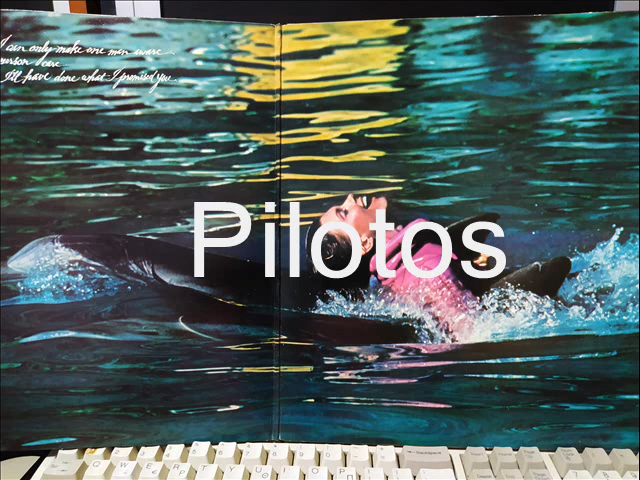 I can only make one man aware
person care
I'll have done what I promised you
Pilotos